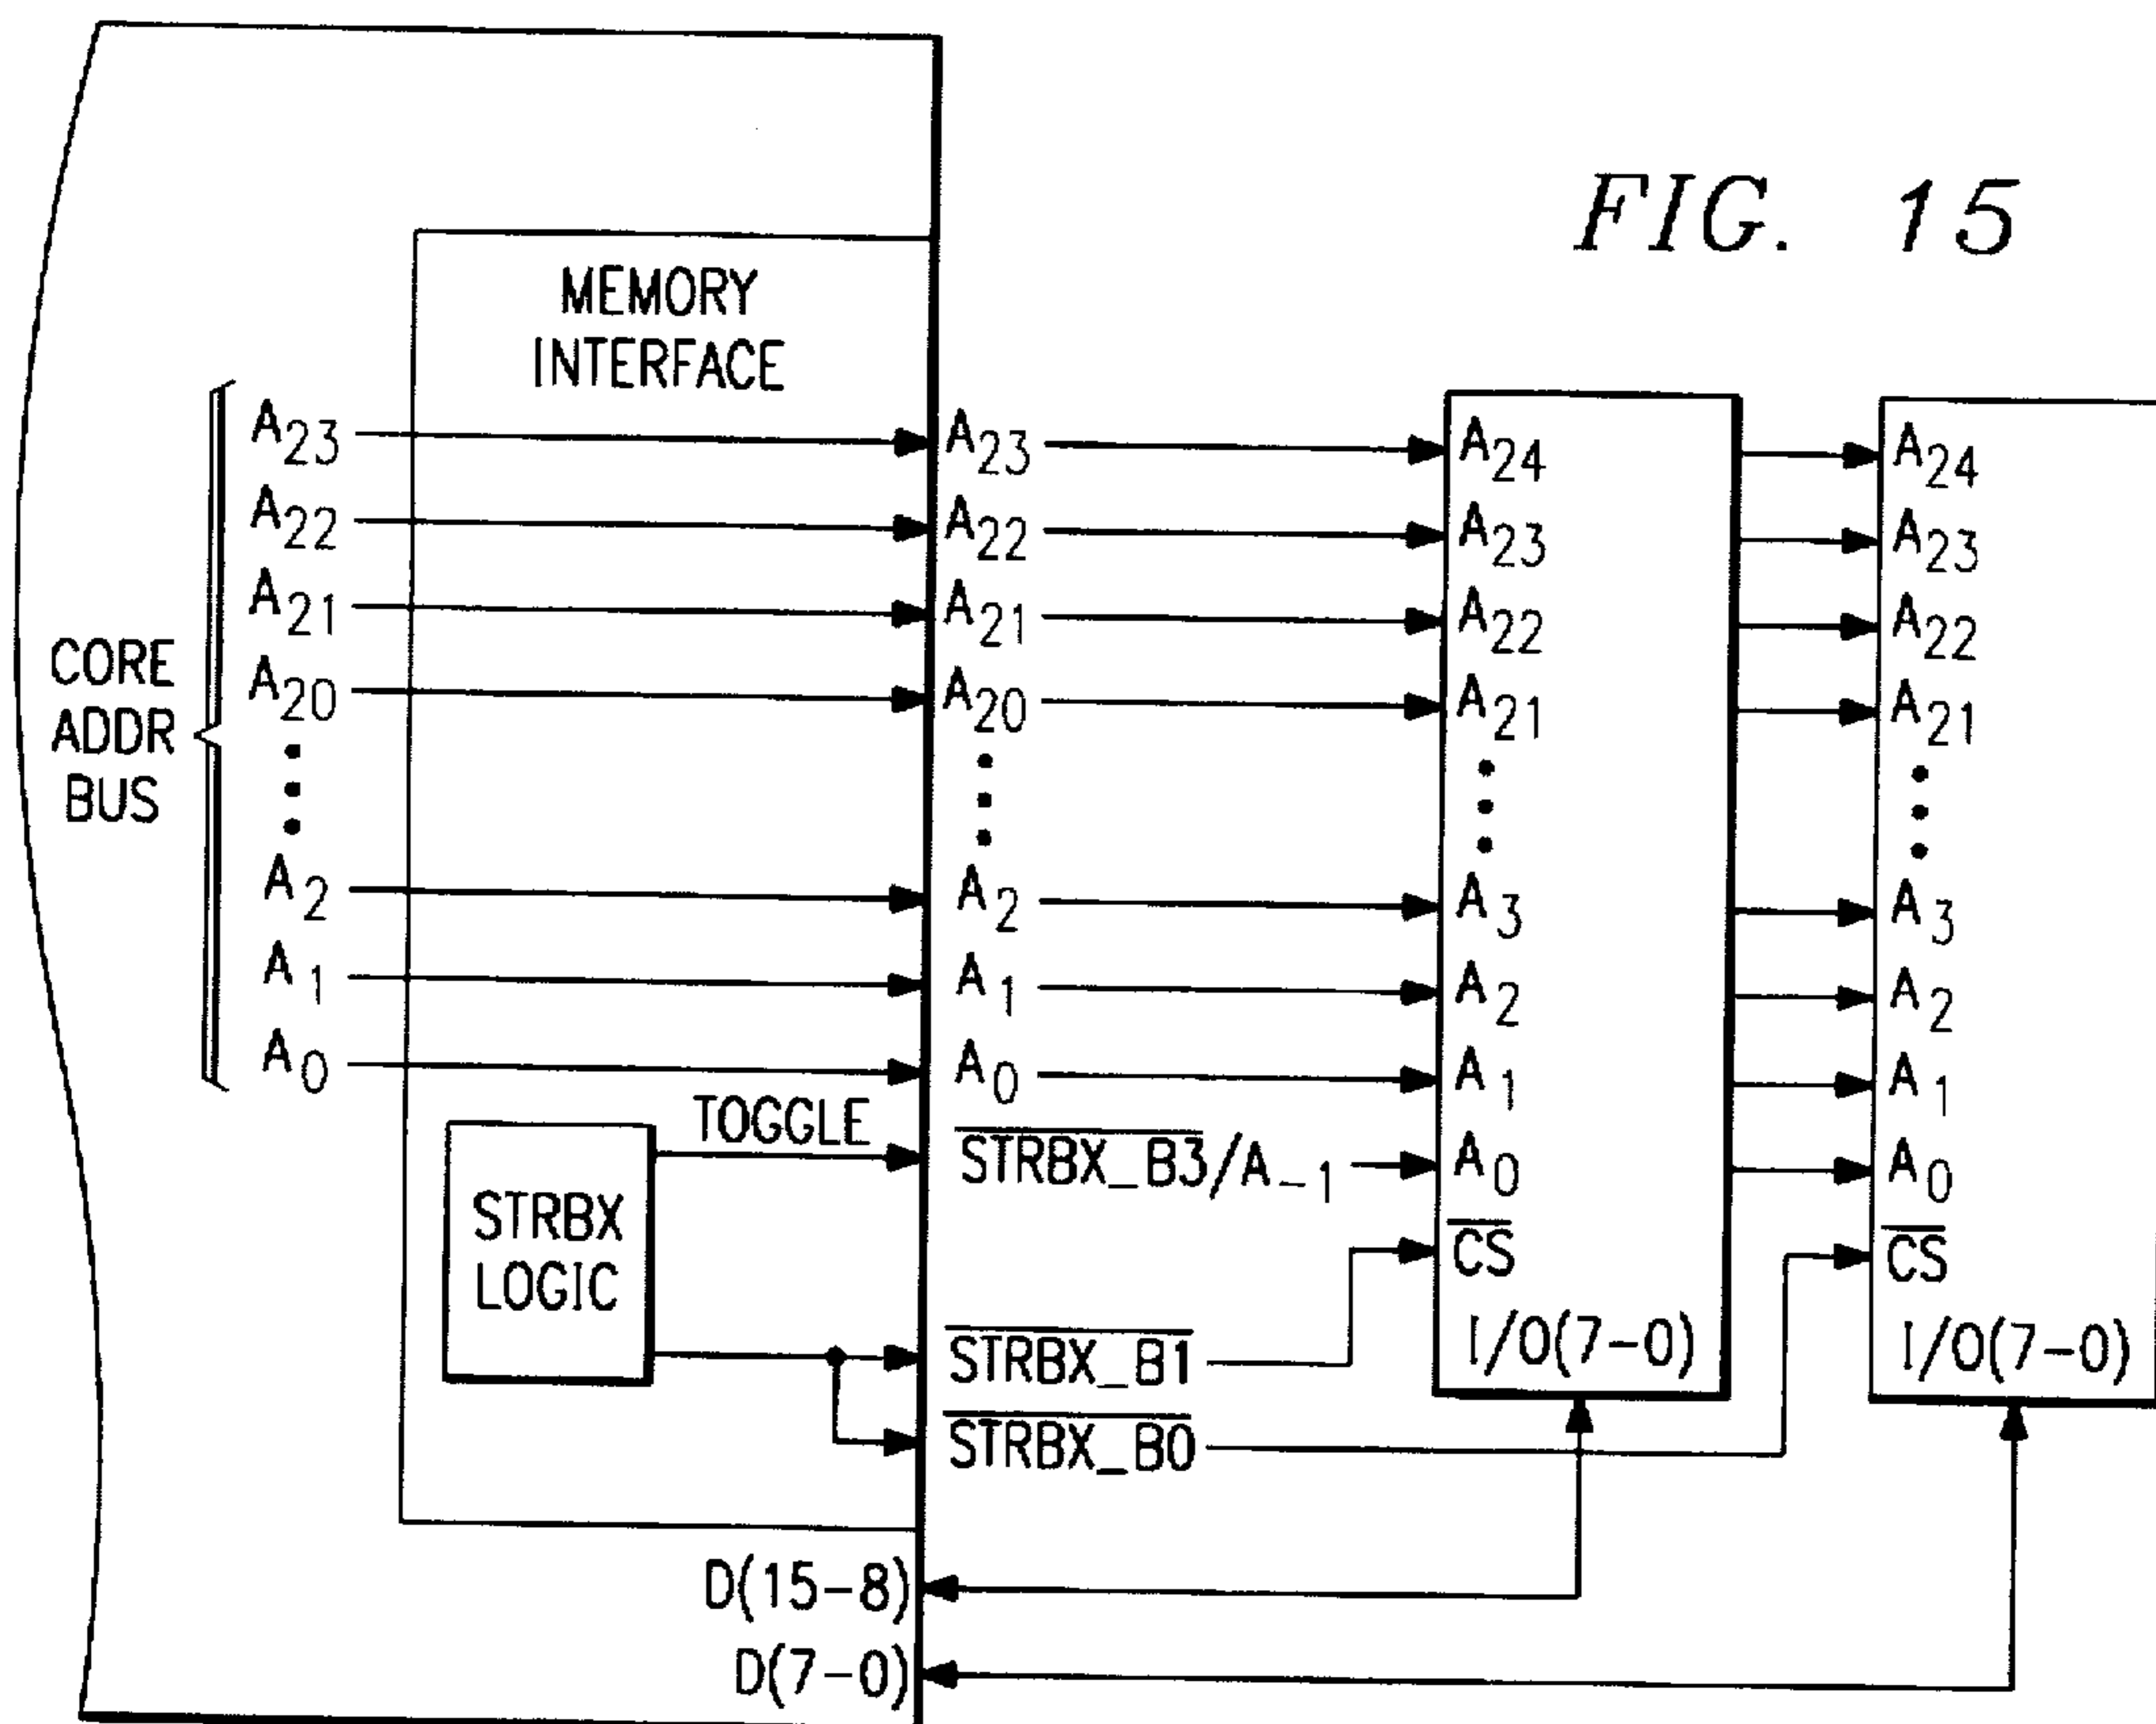 FIG. 15
MEMORY
INTERFACE
CORE
ADDR
BUS
A23 A23 A24 A24
A22 A22 A23 A23
A21 A21 A22 A22
A20 A20 A21 A21
A2 A2 A3 A3
A1 A1 A2 A2
A0 A0 A1 A1
TOGGLE
STRBX_B3/A-1 A0 A0
STRBX
LOGIC
CS CS
STRBX_B1 I/O(7-0) I/O(7-0)
STRBX_B0
D(15-8)
D(7-0)